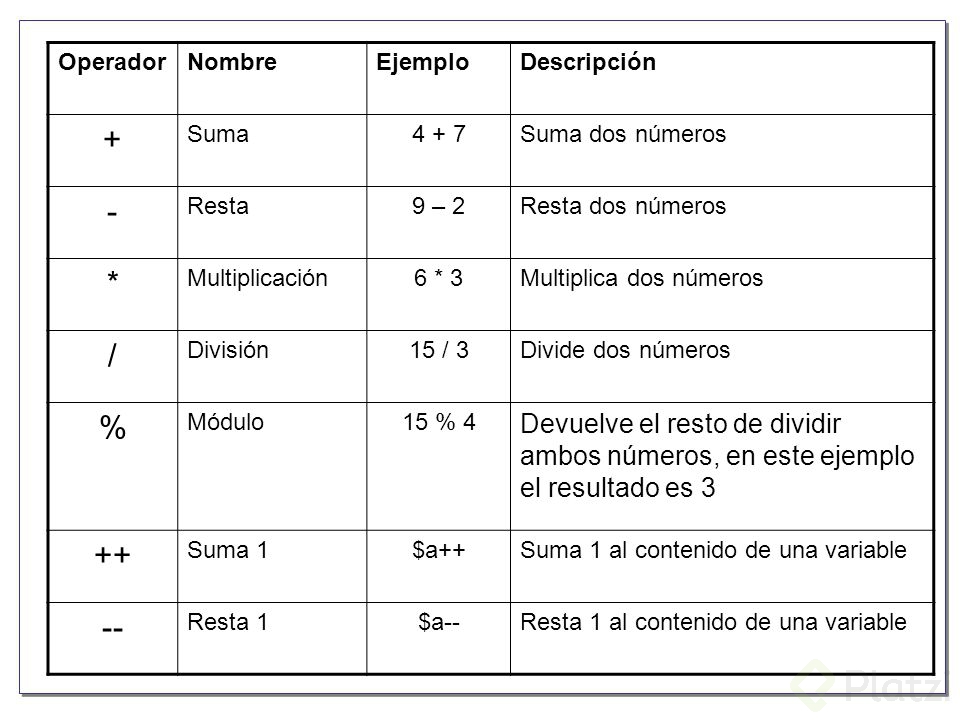 Operador Nombre Ejemplo Descripción
+ Suma 4 + 7 Suma dos números
- Resta 9 – 2 Resta dos números
* Multiplicación 6 * 3 Multiplica dos números
/ División 15 / 3 Divide dos números
% Módulo 15 % 4 Devuelve el resto de dividir
ambos números, en este ejemplo
el resultado es 3
++ Suma 1 $a++ Suma 1 al contenido de una variable
-- Resta 1 $a-- Resta 1 al contenido de una variable
Platzi